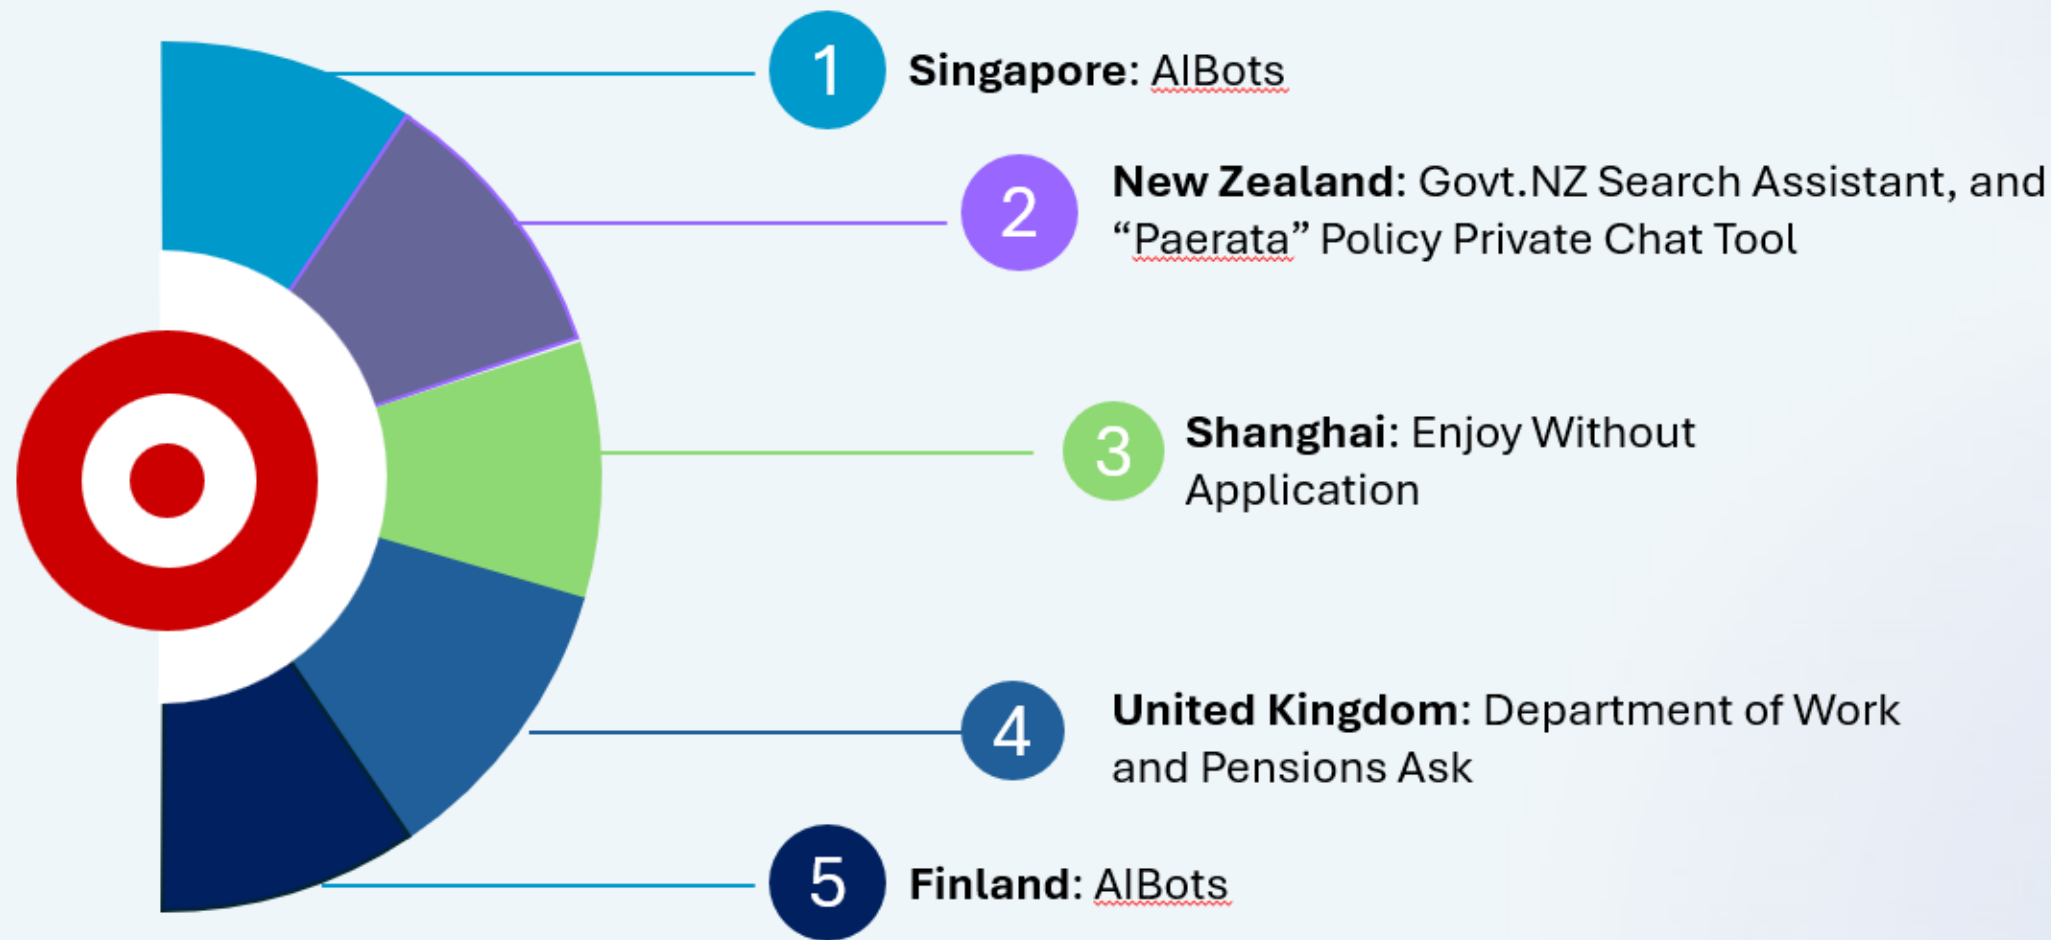 1 Singapore: AIBots
2 New Zealand: Govt.NZ Search Assistant, and
“Paerata” Policy Private Chat Tool
3 Shanghai: Enjoy Without
Application
4 United Kingdom: Department of Work
and Pensions Ask
5 Finland: AIBots